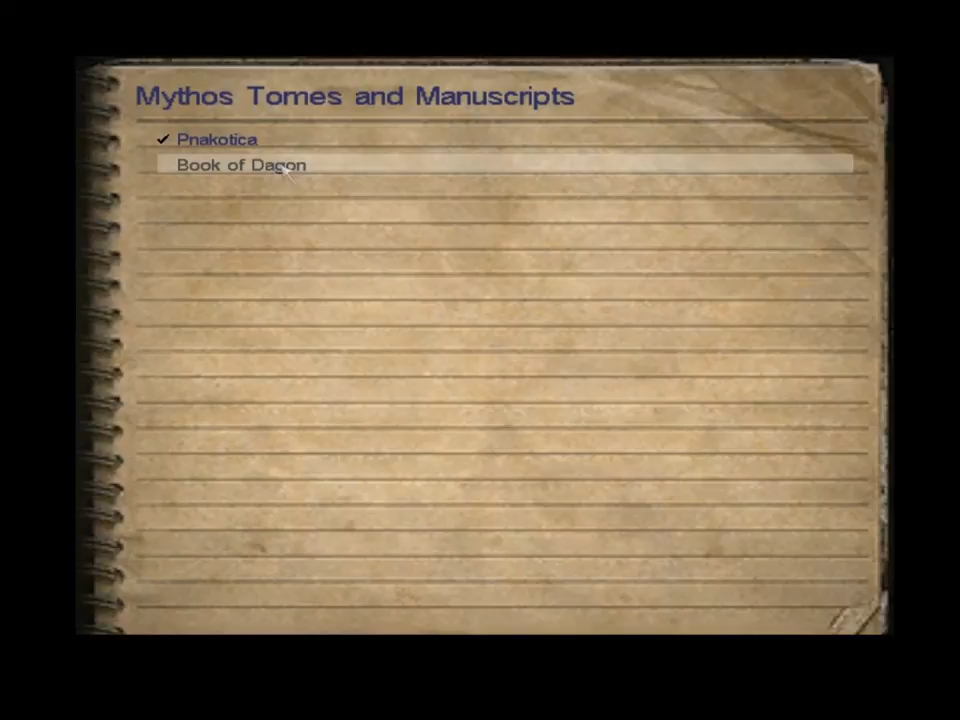 Mythos Tomes and Manuscripts
✔ Pnakotica
Book of Dagon